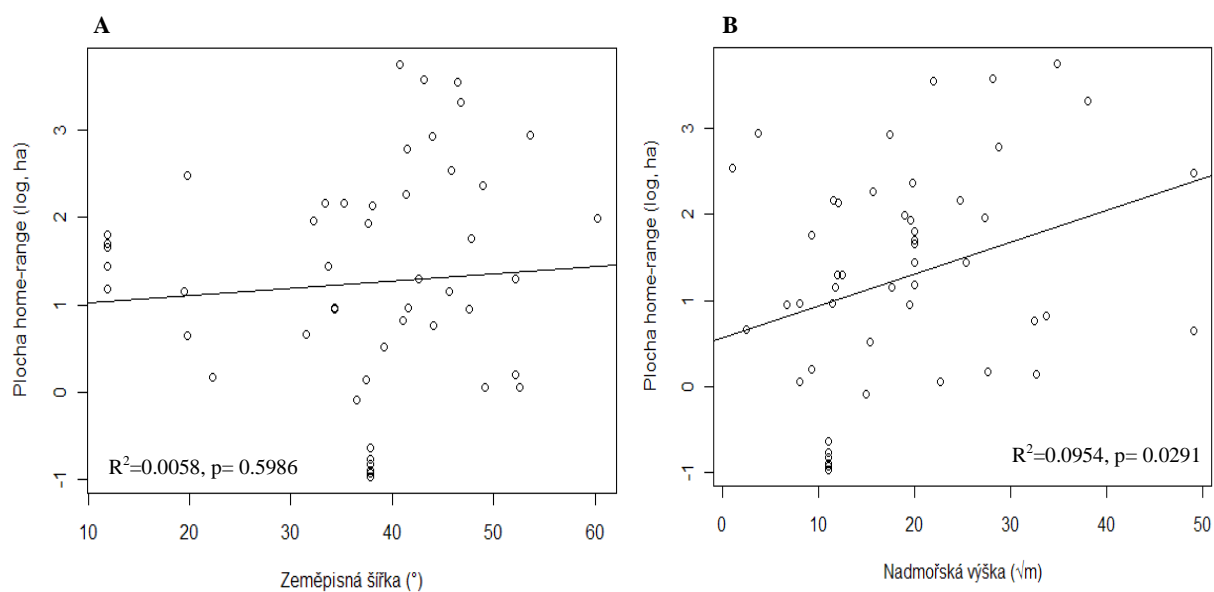 A
Plocha home-range (log, ha)
3
2
1
0
-1
R²=0.0058, p= 0.5986
10 20 30 40 50 60
Zeměpisná šířka (°)
B
Plocha home-range (log, ha)
3
2
1
0
-1
R²=0.0954, p= 0.0291
0 10 20 30 40 50
Nadmořská výška (√m)